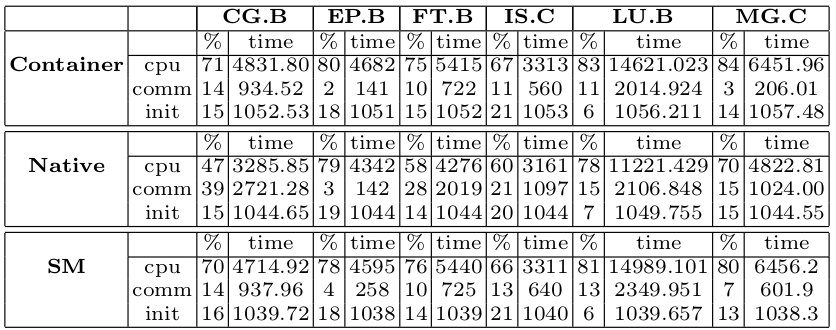 CG.B EP.B FT.B IS.C LU.B MG.C
% time % time % time % time % time % time
Container cpu 71 4831.80 80 4682 75 5415 67 3313 83 14621.023 84 6451.96
comm 14 934.52 2 141 10 722 11 560 11 2014.924 3 206.01
init 15 1052.53 18 1051 15 1052 21 1053 6 1056.211 14 1057.48
% time % time % time % time % time % time
Native cpu 47 3285.85 79 4342 58 4276 60 3161 78 11221.429 70 4822.81
comm 39 2721.28 3 142 28 2019 21 1097 15 2106.848 15 1024.00
init 15 1044.65 19 1044 14 1044 20 1044 7 1049.755 15 1044.55
% time % time % time % time % time % time
SM cpu 70 4714.92 78 4595 76 5440 66 3311 81 14989.101 80 6456.2
comm 14 937.96 4 258 10 725 13 640 13 2349.951 7 601.9
init 16 1039.72 18 1038 14 1039 21 1040 6 1039.657 13 1038.3